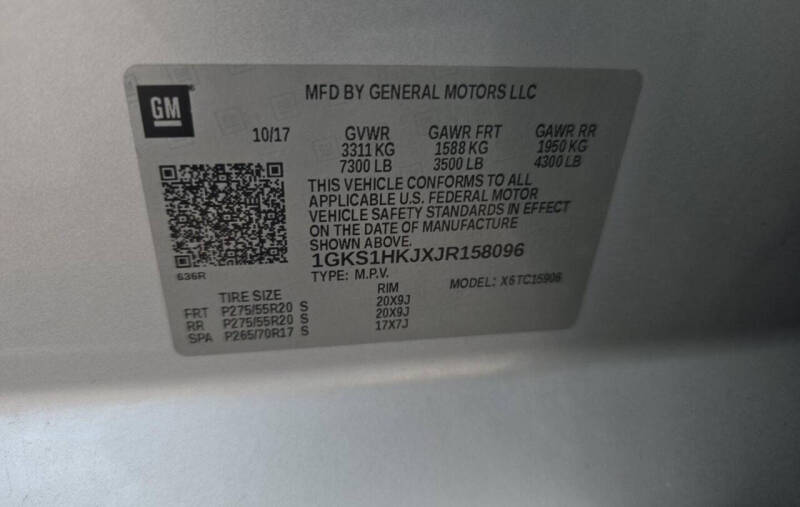 GM
MFD BY GENERAL MOTORS LLC
10/17 GVWR GAWR FRT GAWR RR
3311 KG 1588 KG 1950 KG
7300 LB 3500 LB 4300 LB
THIS VEHICLE CONFORMS TO ALL
APPLICABLE U.S. FEDERAL MOTOR
VEHICLE SAFETY STANDARDS IN EFFECT
ON THE DATE OF MANUFACTURE
SHOWN ABOVE.
636R
1GKS1HKJXJR158096
TYPE: M.P.V. MODEL: X6TC15906
TIRE SIZE RIM
FRT P275/55R20 S 20X9J
RR P275/55R20 S 20X9J
SPA P265/70R17 S 17X7J